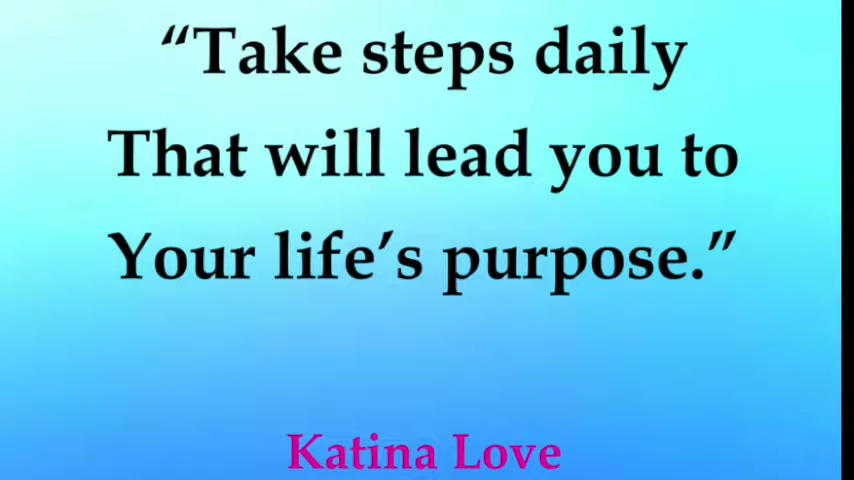 “Take steps daily
That will lead you to
Your life’s purpose.”
Katina Love